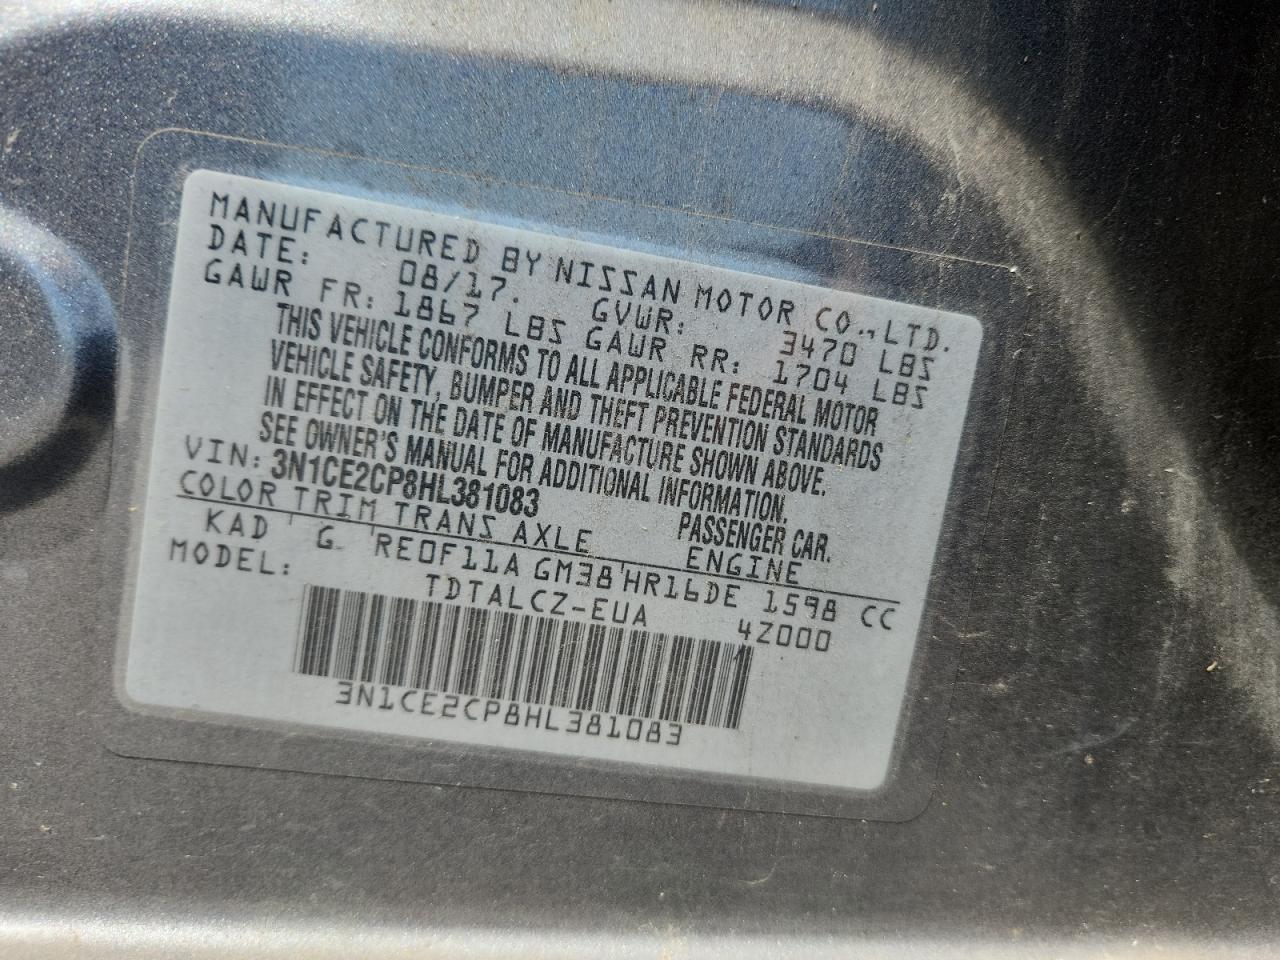 MANUFACTURED BY NISSAN MOTOR CO.,LTD.
DATE: 08/17. GVWR: 3470 LBS
GAWR FR: 1867 LBS GAWR RR: 1704 LBS
THIS VEHICLE CONFORMS TO ALL APPLICABLE FEDERAL MOTOR
VEHICLE SAFETY, BUMPER AND THEFT PREVENTION STANDARDS
IN EFFECT ON THE DATE OF MANUFACTURE SHOWN ABOVE.
SEE OWNER'S MANUAL FOR ADDITIONAL INFORMATION.
VIN: 3N1CE2CP8HL381083 PASSENGER CAR.
COLOR TRIM TRANS AXLE ENGINE
KAD G RE0F11A GM38 HR16DE 1598 CC
MODEL: TDTALCZ-EUA 4Z000
1
3N1CE2CP8HL381083